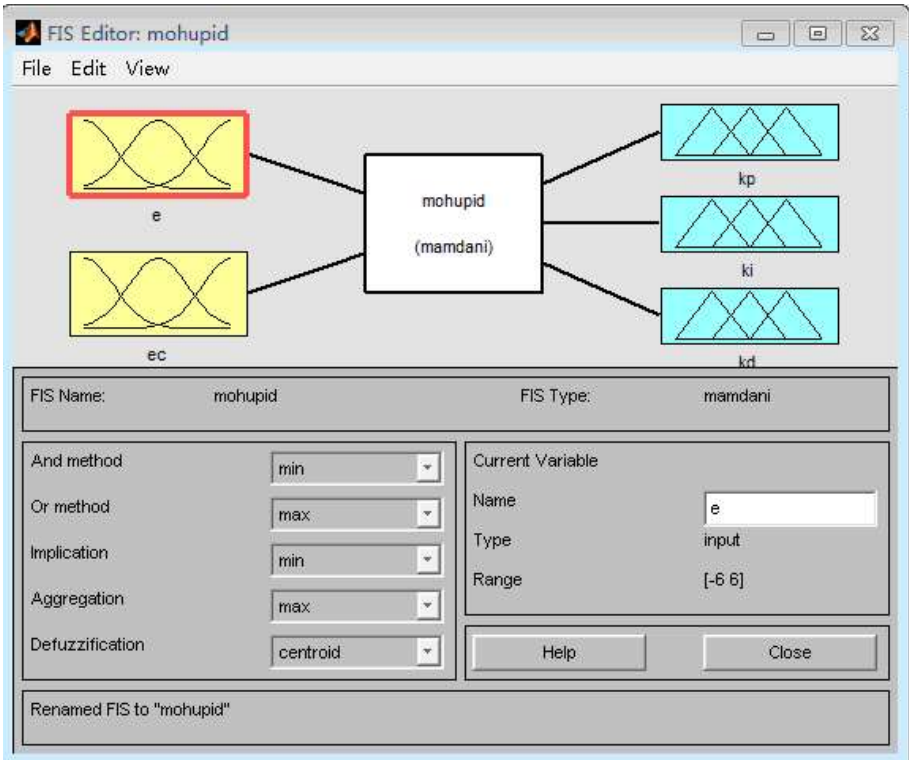 FIS Editor: mohupid
File Edit View
e
ec
mohupid
(mamdani)
kp
ki
kd
FIS Name: mohupid FIS Type: mamdani
And method min
Or method max
Implication min
Aggregation max
Defuzzification centroid
Current Variable
Name e
Type input
Range [-6 6]
Help Close
Renamed FIS to "mohupid"